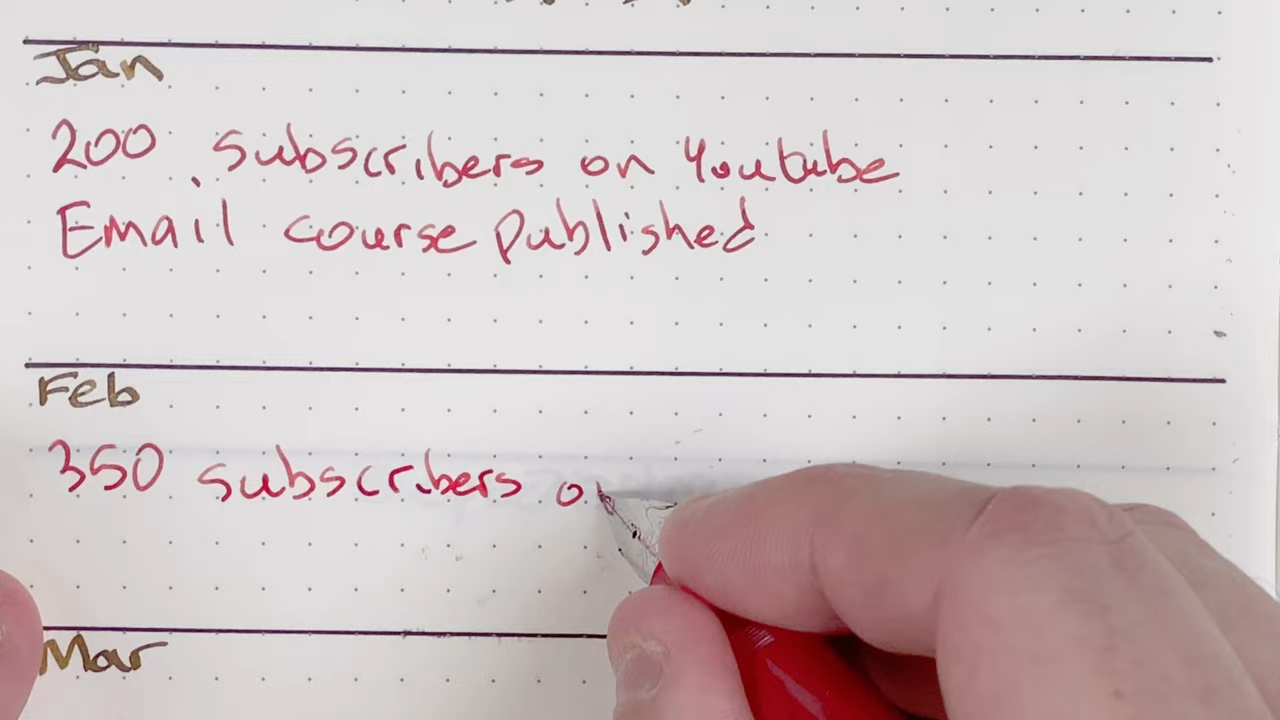 Jan
200 subscribers on Youtube
Email course published
Feb
350 subscribers
Mar